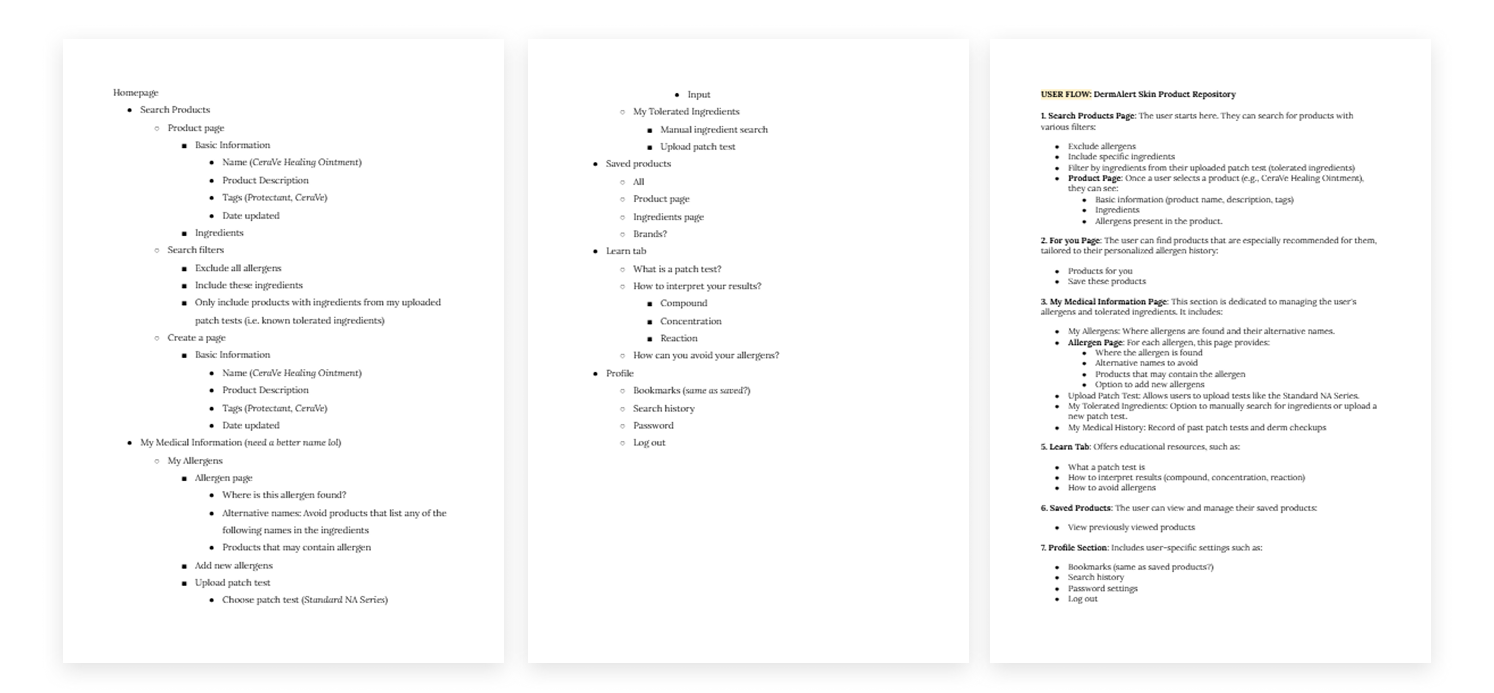 Homepage
● Search Products
○ Product page
■ Basic Information
● Name (CeraVe Healing Ointment)
● Product Description
● Tags (Protectant, CeraVe)
● Date updated
■ Ingredients
○ Search filters
■ Exclude all allergens
■ Include these ingredients
■ Only include products with ingredients from my uploaded
patch tests (i.e. known tolerated ingredients)
○ Create a page
■ Basic Information
● Name (CeraVe Healing Ointment)
● Product Description
● Tags (Protectant, CeraVe)
● Date updated
● My Medical Information (need a better name lol)
○ My Allergens
■ Allergen page
● Where is this allergen found?
● Alternative names: Avoid products that list any of the
following names in the ingredients
● Products that may contain allergen
■ Add new allergens
■ Upload patch test
● Choose patch test (Standard NA Series)
● Input
○ My Tolerated Ingredients
■ Manual ingredient search
■ Upload patch test
● Saved products
○ All
○ Product page
○ Ingredients page
○ Brands?
● Learn tab
○ What is a patch test?
○ How to interpret your results?
■ Compound
■ Concentration
■ Reaction
○ How can you avoid your allergens?
● Profile
○ Bookmarks (same as saved?)
○ Search history
○ Password
○ Log out
USER FLOW: DermAlert Skin Product Repository
1. Search Products Page: The user starts here. They can search for products with
various filters:
● Exclude allergens
● Include specific ingredients
● Filter by ingredients from their uploaded patch test (tolerated ingredients)
● Product Page: Once a user selects a product (e.g., CeraVe Healing Ointment),
they can see:
● Basic information (product name, description, tags)
● Ingredients
● Allergens present in the product.
2. For you Page: The user can find products that are especially recommended for them,
tailored to their personalized allergen history:
● Products for you
● Save these products
3. My Medical Information Page: This section is dedicated to managing the user's
allergens and tolerated ingredients. It includes:
● My Allergens: Where allergens are found and their alternative names.
● Allergen Page: For each allergen, this page provides:
● Where the allergen is found
● Alternative names to avoid
● Products that may contain the allergen
● Option to add new allergens
● Upload Patch Test: Allows users to upload tests like the Standard NA Series.
● My Tolerated Ingredients: Option to manually search for ingredients or upload a
new patch test.
● My Medical History: Record of past patch tests and derm checkups
5. Learn Tab: Offers educational resources, such as:
● What a patch test is
● How to interpret results (compound, concentration, reaction)
● How to avoid allergens
6. Saved Products: The user can view and manage their saved products:
● View previously viewed products
7. Profile Section: Includes user-specific settings such as:
● Bookmarks (same as saved products?)
● Search history
● Password settings
● Log out